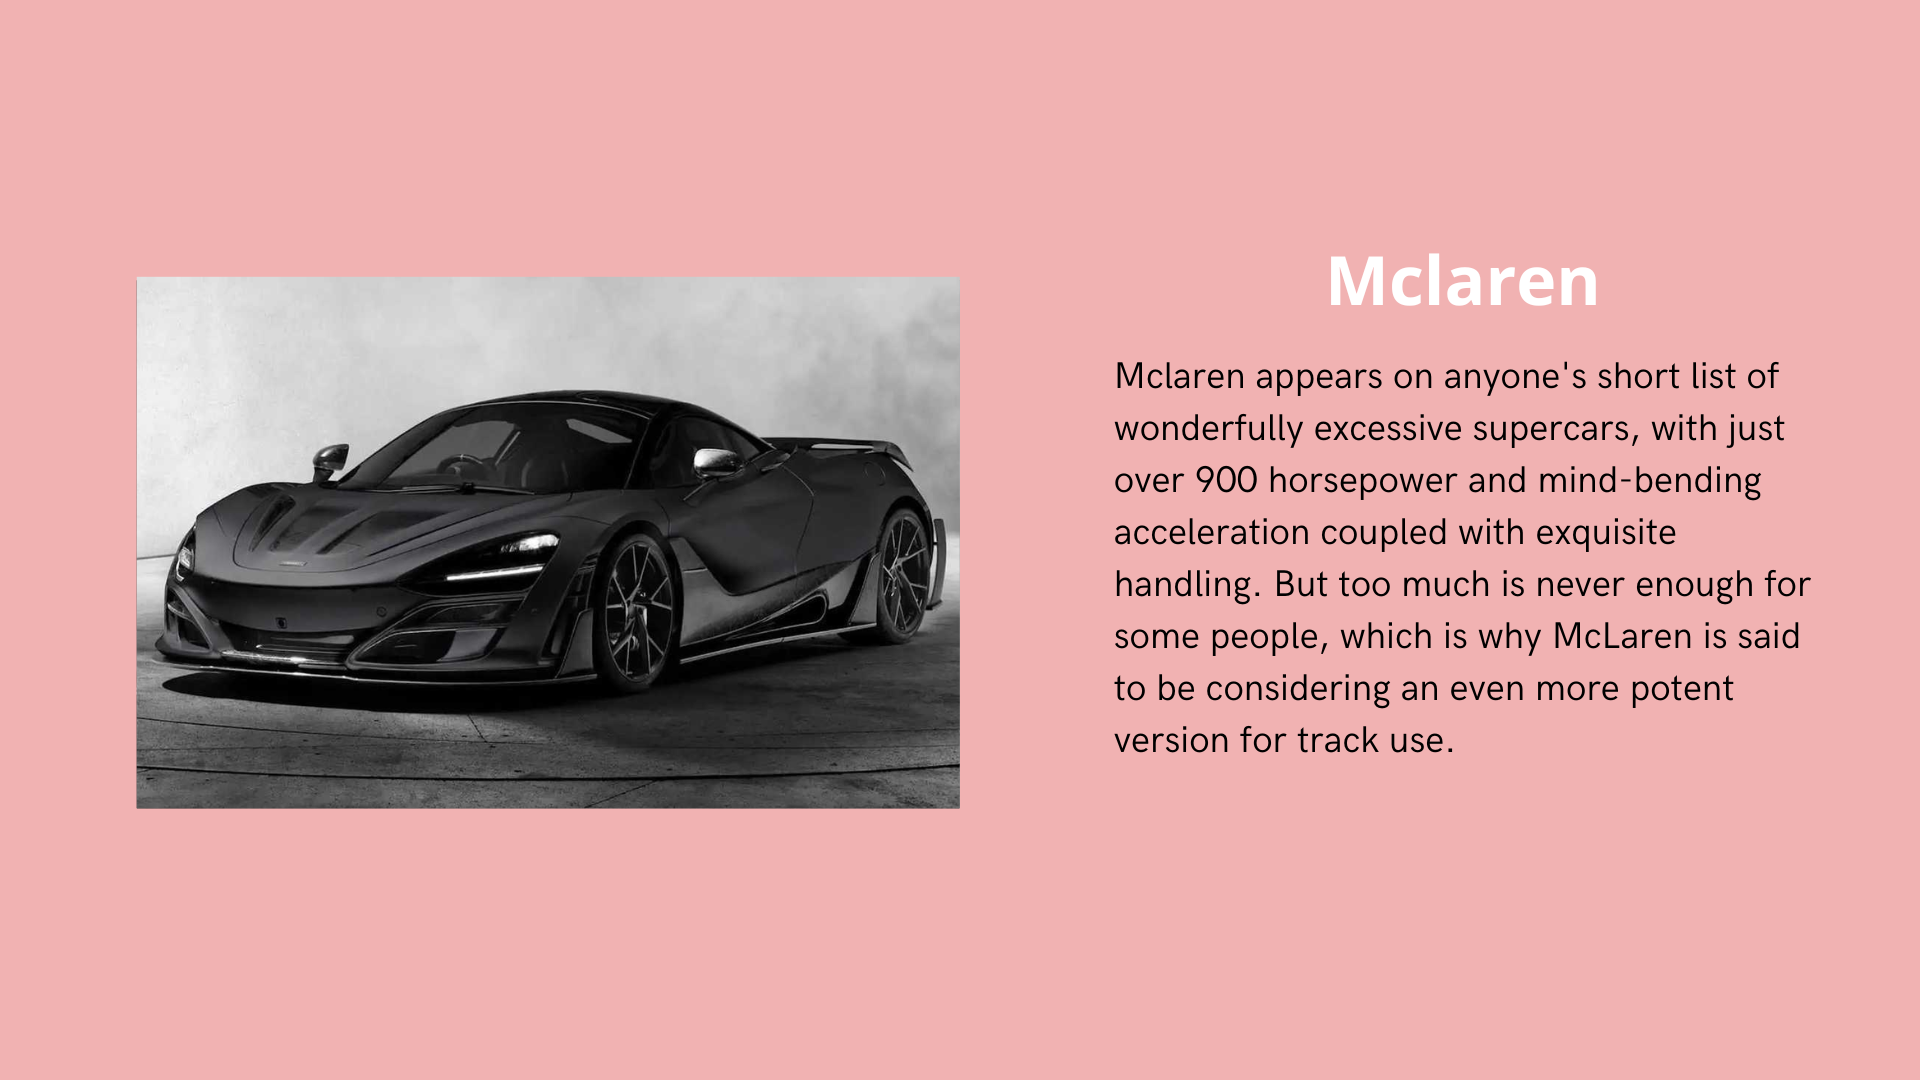 Mclaren
Mclaren appears on anyone's short list of
wonderfully excessive supercars, with just
over 900 horsepower and mind-bending
acceleration coupled with exquisite
handling. But too much is never enough for
some people, which is why McLaren is said
to be considering an even more potent
version for track use.